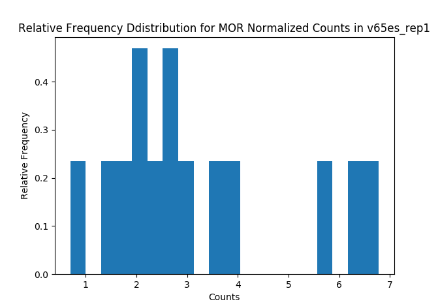 Relative Frequency Ddistribution for MOR Normalized Counts in v65es_rep1
0.4
0.3
0.2
0.1
0.0
Relative Frequency
1 2 3 4 5 6 7
Counts